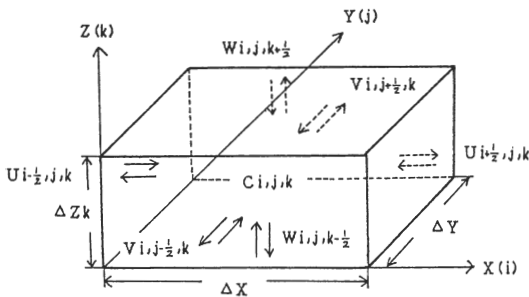 Z(k)
Y(j)
Wi,j,k+½
Vi,j+½,k
Ui-½,j,k
Ui+½,j,k
Ci,j,k
ΔZk
ΔY
Vi,j-½,k
Wi,j,k-½
X(i)
ΔX